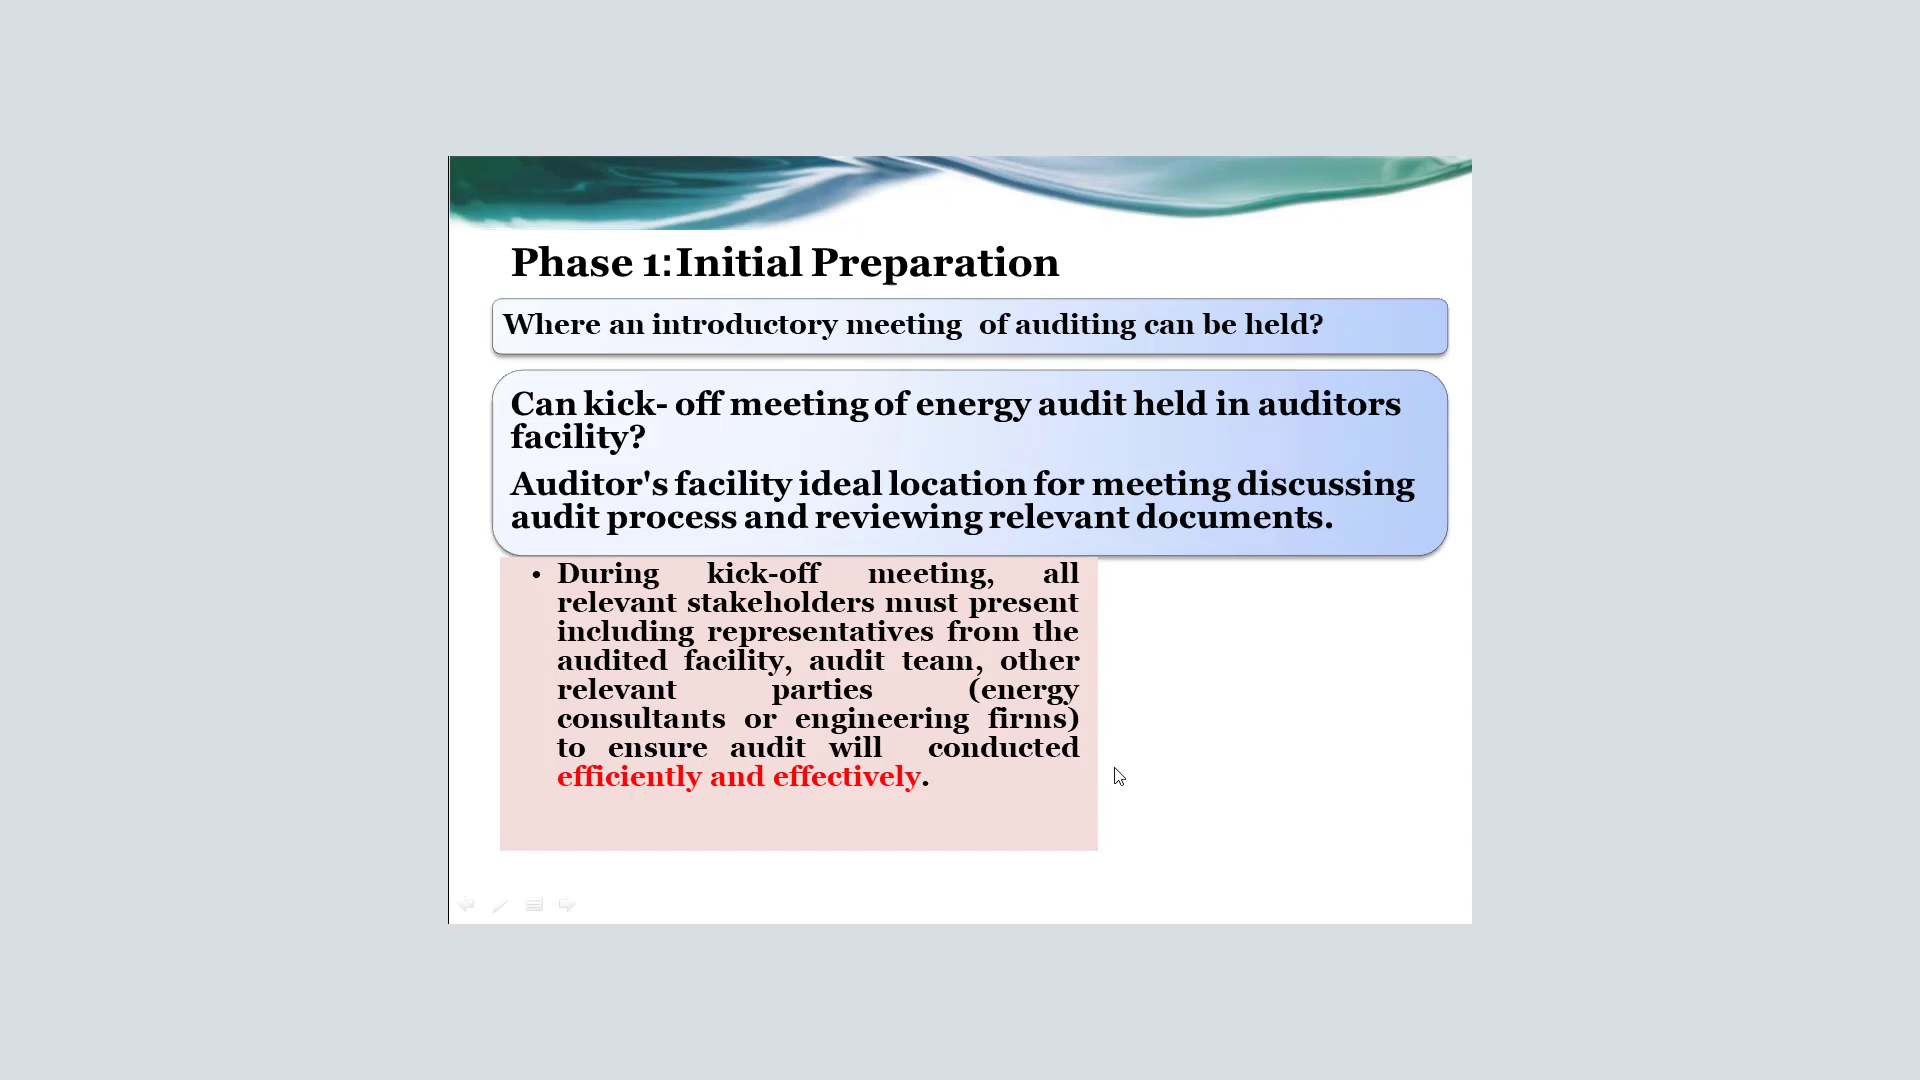 Phase 1:Initial Preparation
Where an introductory meeting of auditing can be held?
Can kick- off meeting of energy audit held in auditors
facility?
Auditor's facility ideal location for meeting discussing
audit process and reviewing relevant documents.
• During kick-off meeting, all
relevant stakeholders must present
including representatives from the
audited facility, audit team, other
relevant parties (energy
consultants or engineering firms)
to ensure audit will conducted
efficiently and effectively.